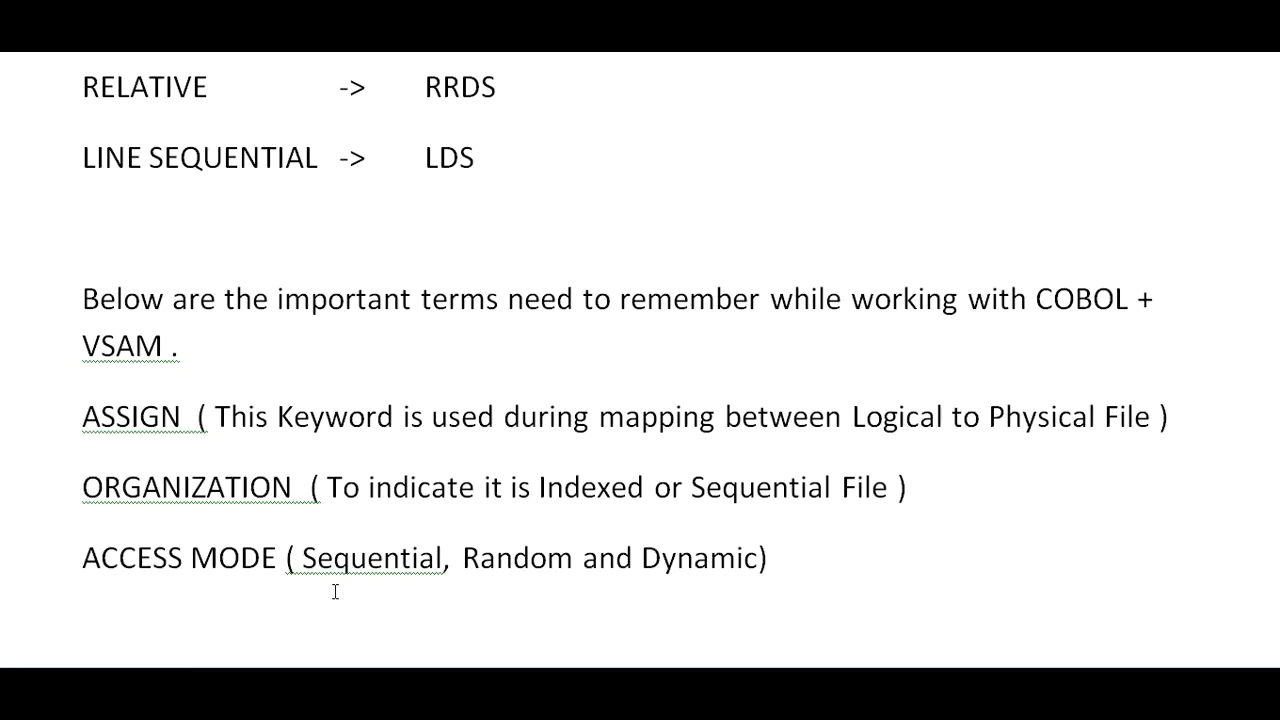 RELATIVE -> RRDS
LINE SEQUENTIAL -> LDS
Below are the important terms need to remember while working with COBOL +
VSAM .
ASSIGN ( This Keyword is used during mapping between Logical to Physical File )
ORGANIZATION ( To indicate it is Indexed or Sequential File )
ACCESS MODE ( Sequential, Random and Dynamic)